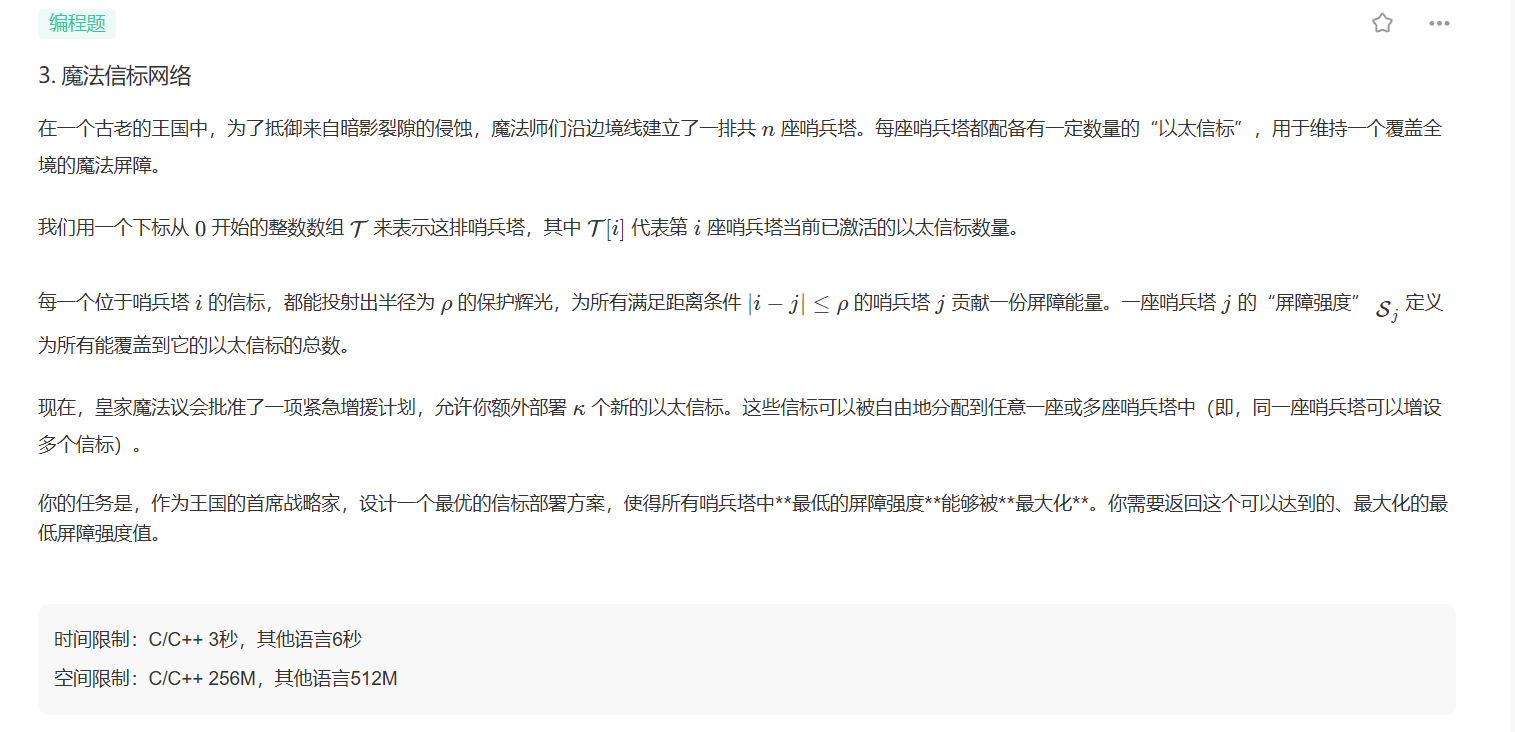 编程题
3. 魔法信标网络
在一个古老的王国中，为了抵御来自暗影裂隙的侵蚀，魔法师们沿边境线建立了一排共 n 座哨兵塔。每座哨兵塔都配备有一定数量的“以太信标”，用于维持一个覆盖全
境的魔法屏障。
我们用一个下标从 0 开始的整数数组 𝒯 来表示这排哨兵塔，其中 𝒯[i] 代表第 i 座哨兵塔当前已激活的以太信标数量。
每一个位于哨兵塔 i 的信标，都能投射出半径为 ρ 的保护辉光，为所有满足距离条件 |i − j| ≤ ρ 的哨兵塔 j 贡献一份屏障能量。一座哨兵塔 j 的“屏障强度” 𝒮j 定义
为所有能覆盖到它的以太信标的总数。
现在，皇家魔法议会批准了一项紧急增援计划，允许你额外部署 κ 个新的以太信标。这些信标可以被自由地分配到任意一座或多座哨兵塔中（即，同一座哨兵塔可以增设
多个信标）。
你的任务是，作为王国的首席战略家，设计一个最优的信标部署方案，使得所有哨兵塔中**最低的屏障强度**能够被**最大化**。你需要返回这个可以达到的、最大化的最
低屏障强度值。
时间限制：C/C++ 3秒，其他语言6秒
空间限制：C/C++ 256M，其他语言512M